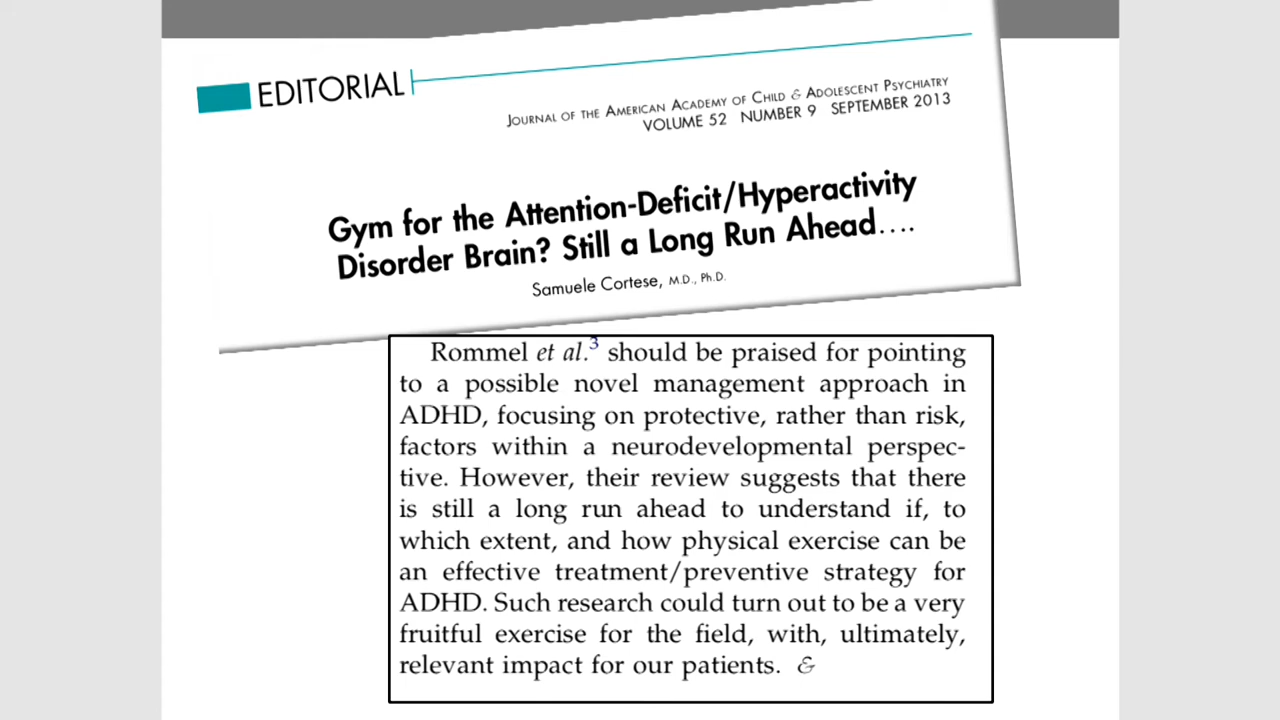 EDITORIAL
JOURNAL OF THE AMERICAN ACADEMY OF CHILD & ADOLESCENT PSYCHIATRY
VOLUME 52 NUMBER 9 SEPTEMBER 2013
Gym for the Attention-Deficit/Hyperactivity
Disorder Brain? Still a Long Run Ahead....
Samuele Cortese, M.D., Ph.D.
Rommel et al.3 should be praised for pointing
to a possible novel management approach in
ADHD, focusing on protective, rather than risk,
factors within a neurodevelopmental perspec-
tive. However, their review suggests that there
is still a long run ahead to understand if, to
which extent, and how physical exercise can be
an effective treatment/preventive strategy for
ADHD. Such research could turn out to be a very
fruitful exercise for the field, with, ultimately,
relevant impact for our patients. &